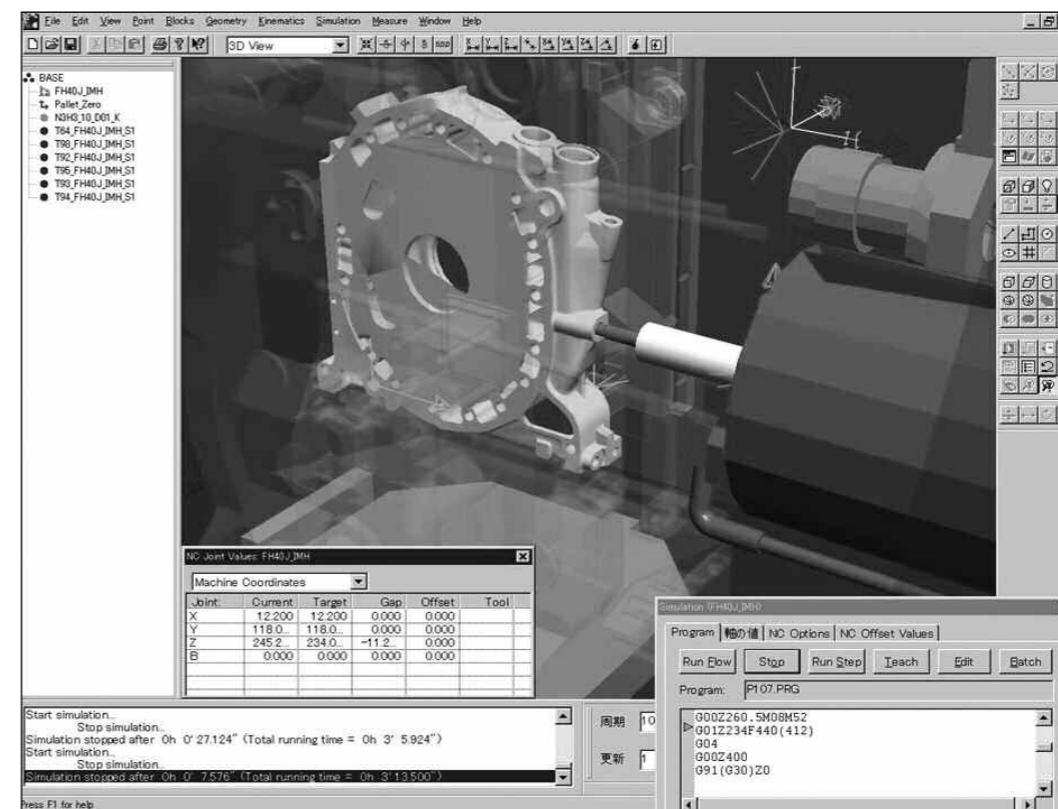 File Edit View Point Blocks Geometry Kinematics Simulation Measure Window Help
3D View
BASE
FH40J_IMH
Pallet_Zero
N3H3_10_D01_K
T64_FH40J_IMH_S1
T98_FH40J_IMH_S1
T92_FH40J_IMH_S1
T95_FH40J_IMH_S1
T93_FH40J_IMH_S1
T94_FH40J_IMH_S1
NC Joint Values: FH40J_IMH
Machine Coordinates
Joint: Current Target Gap Offset Tool
X 12.200 12.200 0.000 0.000
Y 118.0... 118.0... 0.000 0.000
Z 245.2... 234.0... -11.2... 0.000
B 0.000 0.000 0.000 0.000
Start simulation...
Stop simulation...
Simulation stopped after 0h 0' 27.124" (Total running time = 0h 3' 5.924")
Start simulation...
Stop simulation...
Simulation stopped after 0h 0' 7.576" (Total running time = 0h 3'13.500")
周期 10
更新 1
Simulation (FH40J_IMH)
Program 軸の値 NC Options NC Offset Values
Run Flow Stop Run Step Teach Edit Batch
Program: P107.PRG
G00Z260.5M08M52
G01Z234F440(412)
G04
G00Z400
G91(G30)Z0
Press F1 for help